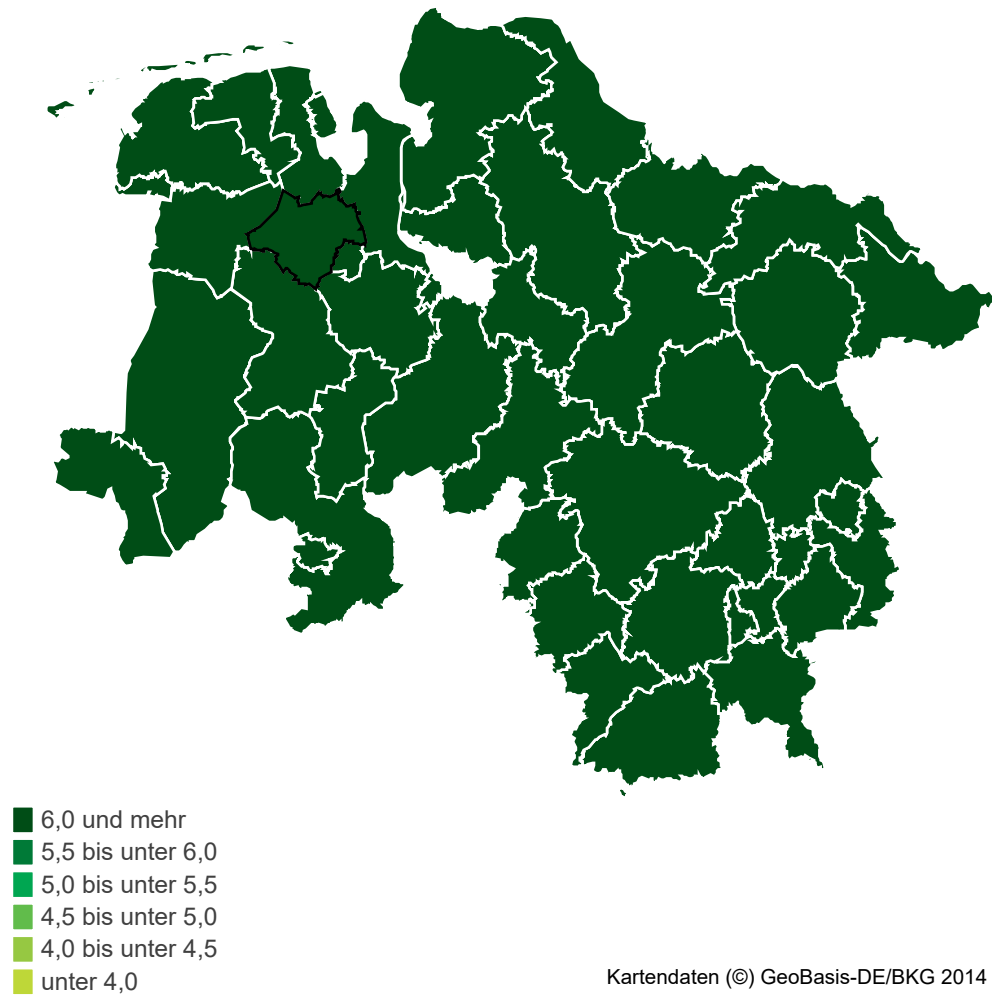 6,0 und mehr
5,5 bis unter 6,0
5,0 bis unter 5,5
4,5 bis unter 5,0
4,0 bis unter 4,5
unter 4,0
Kartendaten (©) GeoBasis-DE/BKG 2014